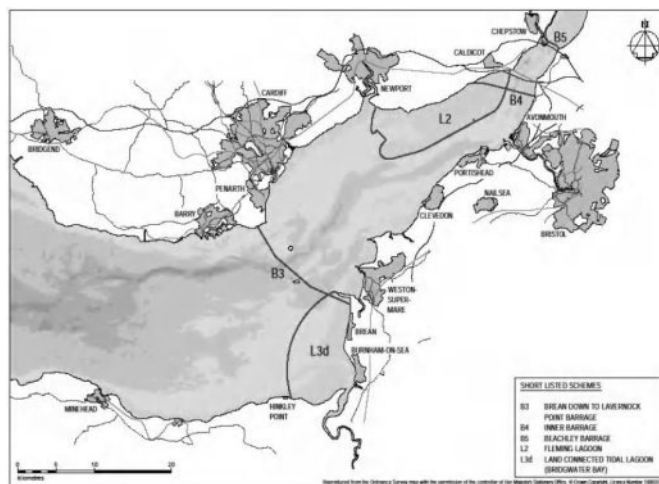 CHEPSTOW
B5
N
CALDICOT
NEWPORT
CARDIFF
B4
L2
AVONMOUTH
BRIDGEND
PORTISHEAD
PENARTH
NAILSEA
BARRY
CLEVEDON
BRISTOL
B3
WESTON-
SUPER-
MARE
BREAN
L3d
BURNHAM-ON-SEA
MINEHEAD
HINKLEY
POINT
SHORT LISTED SCHEMES
B3 BREAN DOWN TO LAVERNOCK
POINT BARRAGE
B4 INNER BARRAGE
B5 BEACHLEY BARRAGE
L2 FLEMING LAGOON
L3d LAND CONNECTED TIDAL LAGOON
(BRIDGWATER BAY)
0 5 10 20
Kilometres